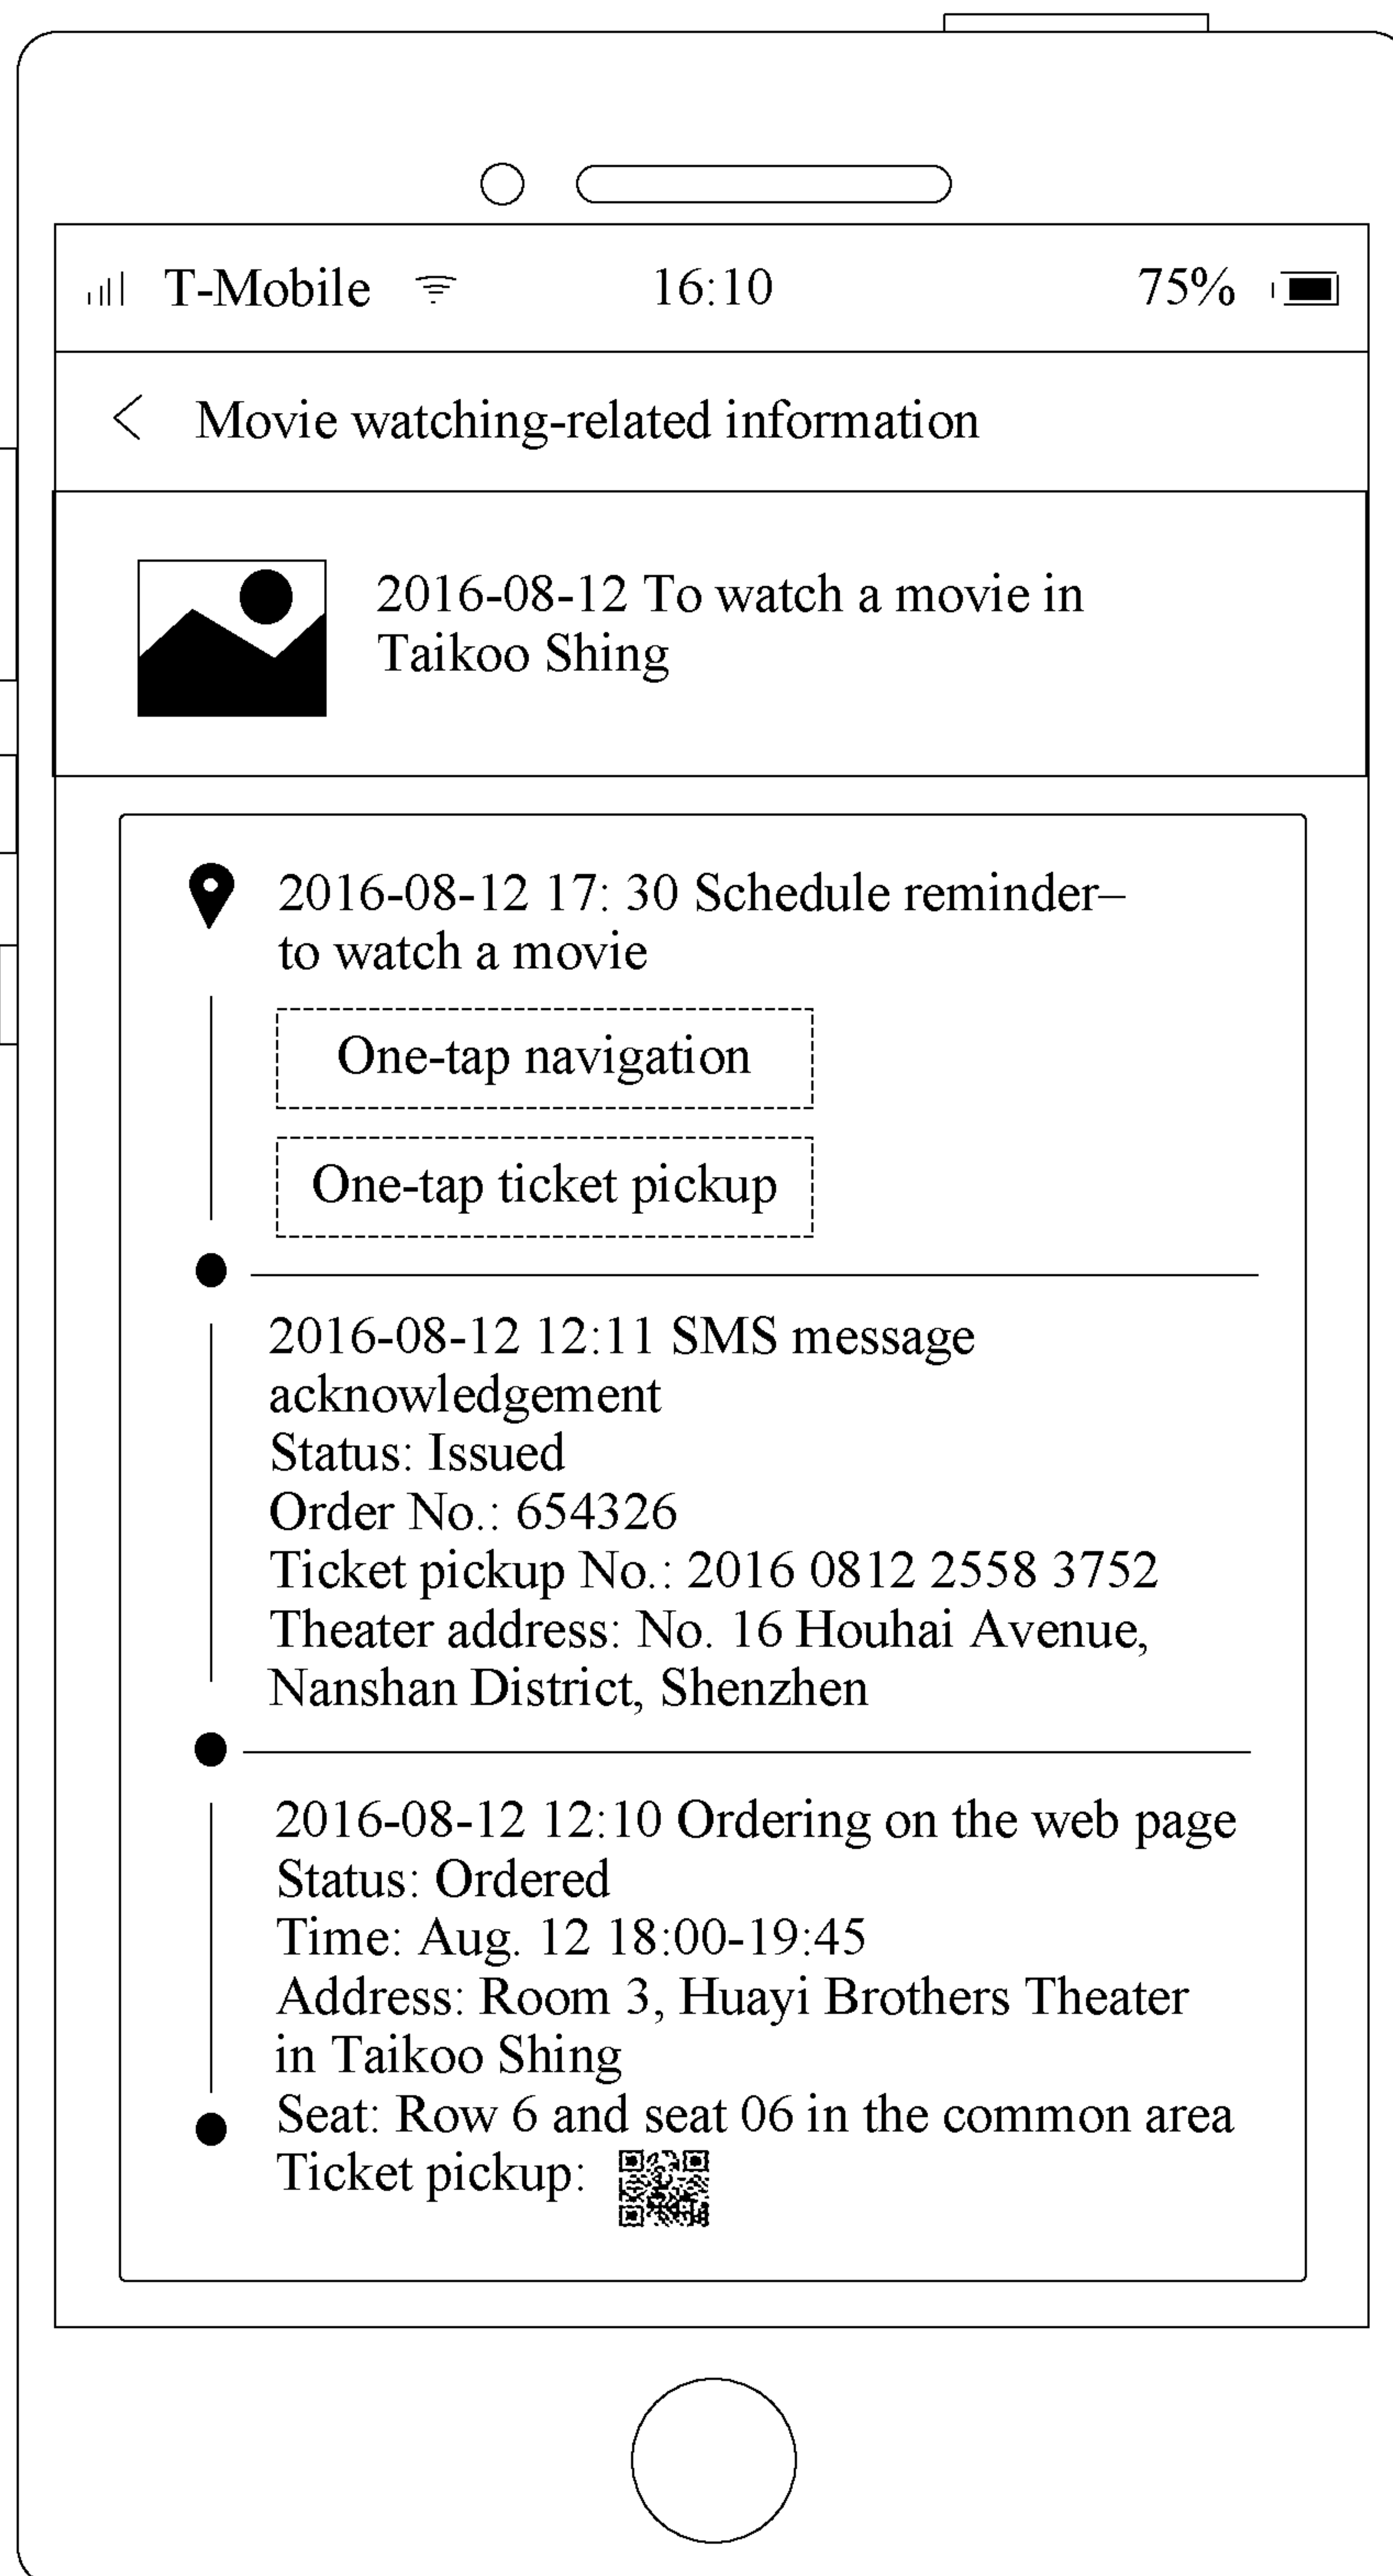 T-Mobile 16:10 75%
Movie watching-related information
2016-08-12 To watch a movie in
Taikoo Shing
2016-08-12 17: 30 Schedule reminder–
to watch a movie
One-tap navigation
One-tap ticket pickup
2016-08-12 12:11 SMS message
acknowledgement
Status: Issued
Order No.: 654326
Ticket pickup No.: 2016 0812 2558 3752
Theater address: No. 16 Houhai Avenue,
Nanshan District, Shenzhen
2016-08-12 12:10 Ordering on the web page
Status: Ordered
Time: Aug. 12 18:00-19:45
Address: Room 3, Huayi Brothers Theater
in Taikoo Shing
Seat: Row 6 and seat 06 in the common area
Ticket pickup: